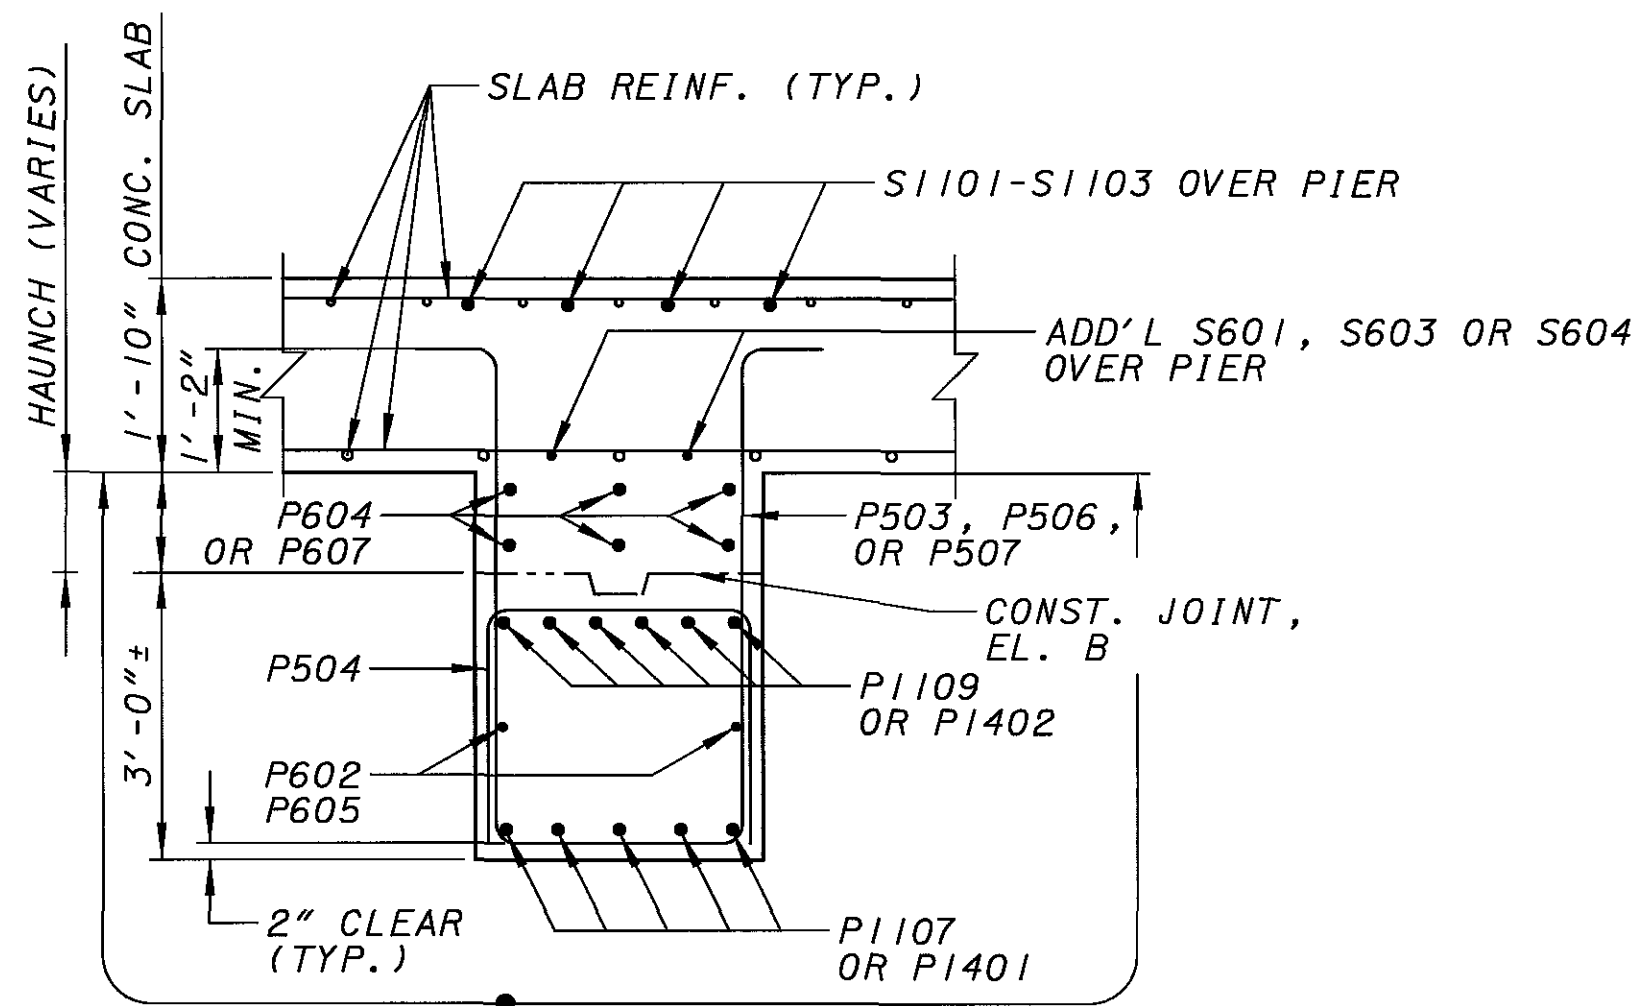 HAUNCH (VARIES)
1'-10" CONC. SLAB
1'-2"
MIN.
SLAB REINF. (TYP.)
S1101-S1103 OVER PIER
ADD'L S601, S603 OR S604
OVER PIER
P604
OR P607
P503, P506,
OR P507
CONST. JOINT,
EL. B
3'-0"±
P504
P1109
OR P1402
P602
P605
2" CLEAR
(TYP.)
P1107
OR P1401